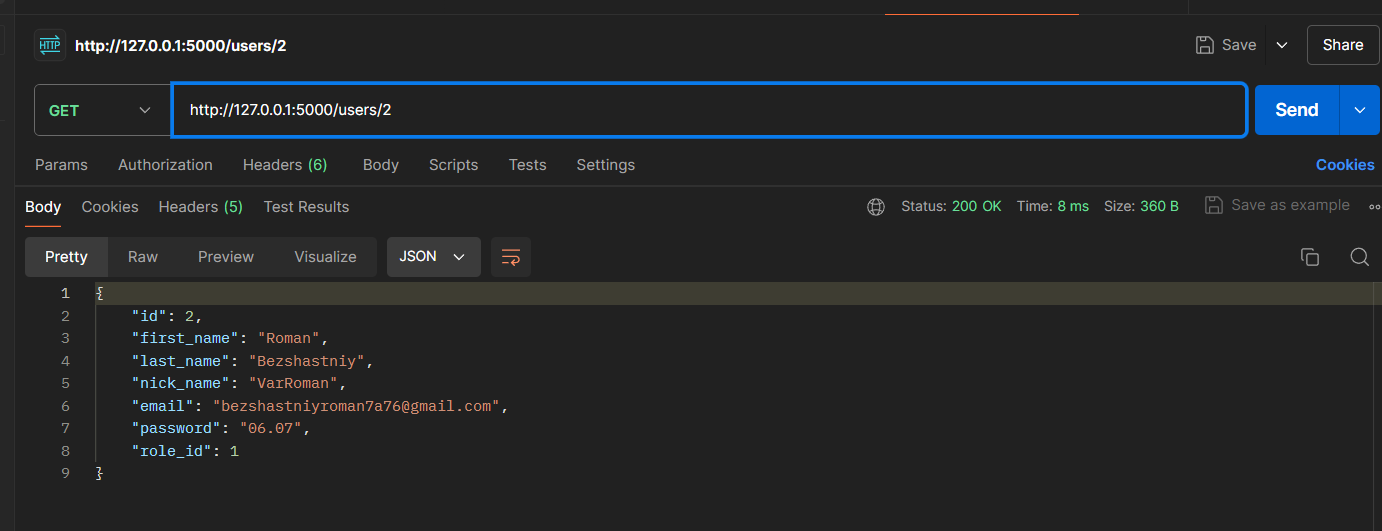 HTTP http://127.0.0.1:5000/users/2 Save Share
GET http://127.0.0.1:5000/users/2 Send
Params Authorization Headers (6) Body Scripts Tests Settings Cookies
Body Cookies Headers (5) Test Results Status: 200 OK Time: 8 ms Size: 360 B Save as example
Pretty Raw Preview Visualize JSON
1 {
2 "id": 2,
3 "first_name": "Roman",
4 "last_name": "Bezshastniy",
5 "nick_name": "VarRoman",
6 "email": "bezshastniyroman7a76@gmail.com",
7 "password": "06.07",
8 "role_id": 1
9 }